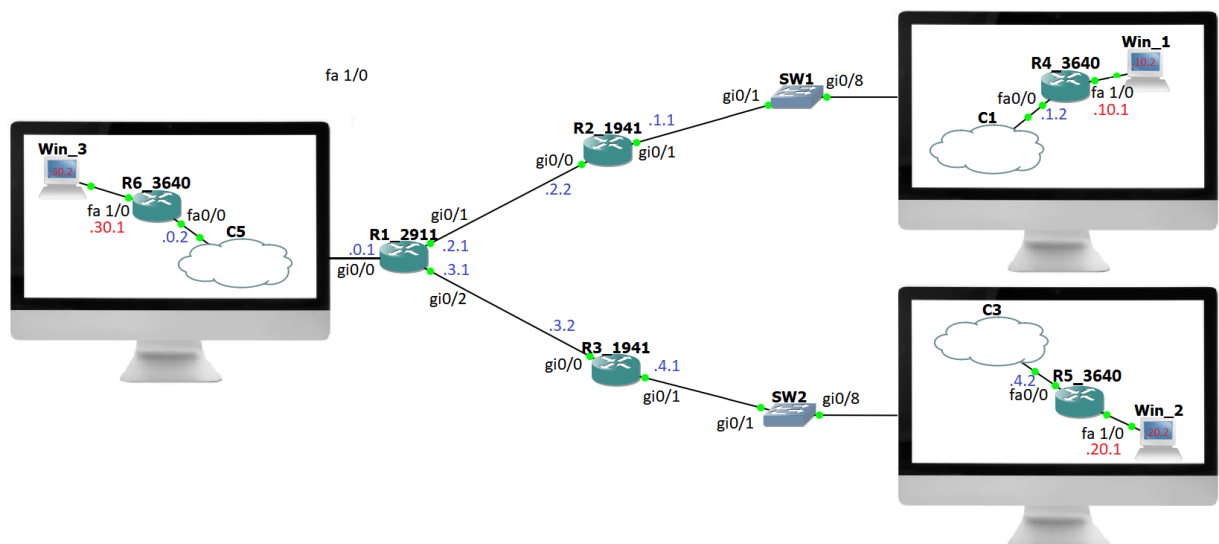 fa 1/0
Win_3
.30.2
R6_3640
fa 1/0
.30.1
fa0/0
.0.2
C5
R1_2911
.0.1
gi0/0
gi0/1
.2.1
.3.1
gi0/2
R2_1941
gi0/0
.2.2
.1.1
gi0/1
SW1
gi0/1
gi0/8
Win_1
10.2
R4_3640
fa0/0
fa 1/0
.10.1
C1
.1.2
.3.2
R3_1941
gi0/0
.4.1
gi0/1
SW2
gi0/1
gi0/8
C3
.4.2
R5_3640
fa0/0
Win_2
.20.2
fa 1/0
.20.1